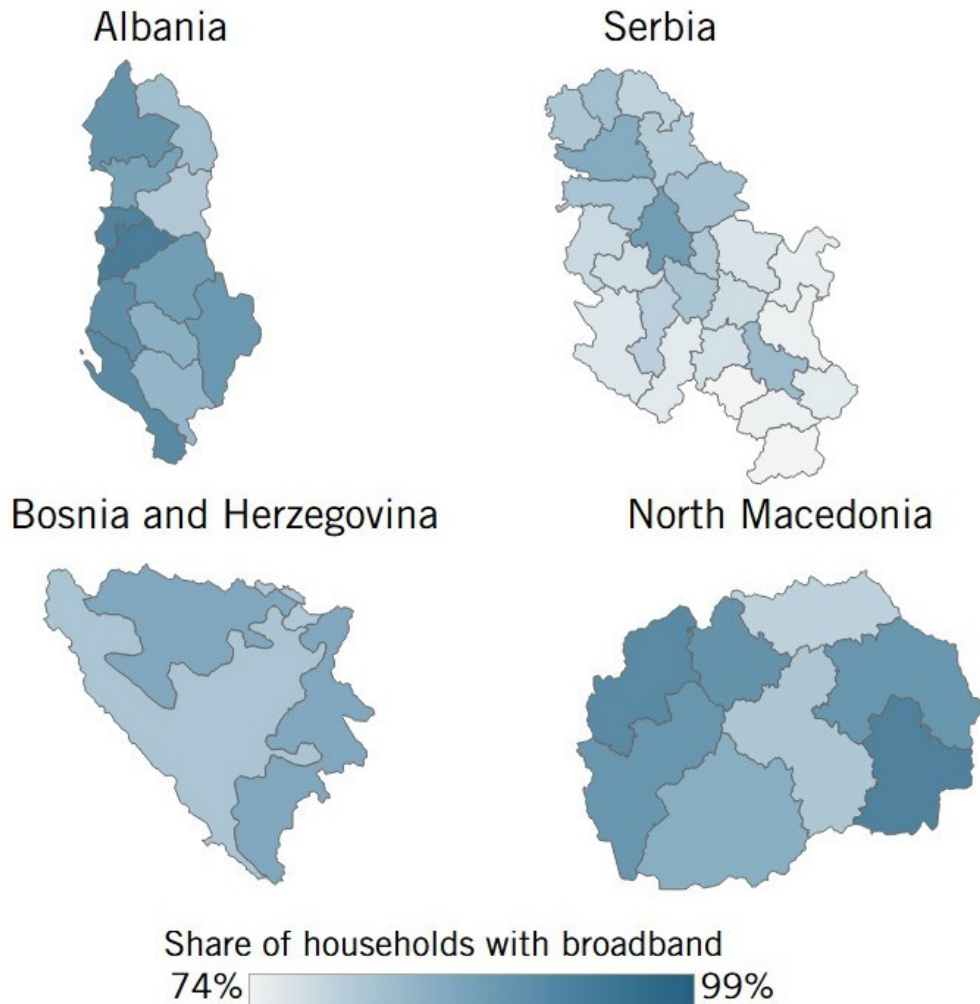 Albania
Serbia
Bosnia and Herzegovina
North Macedonia
Share of households with broadband
74%
99%